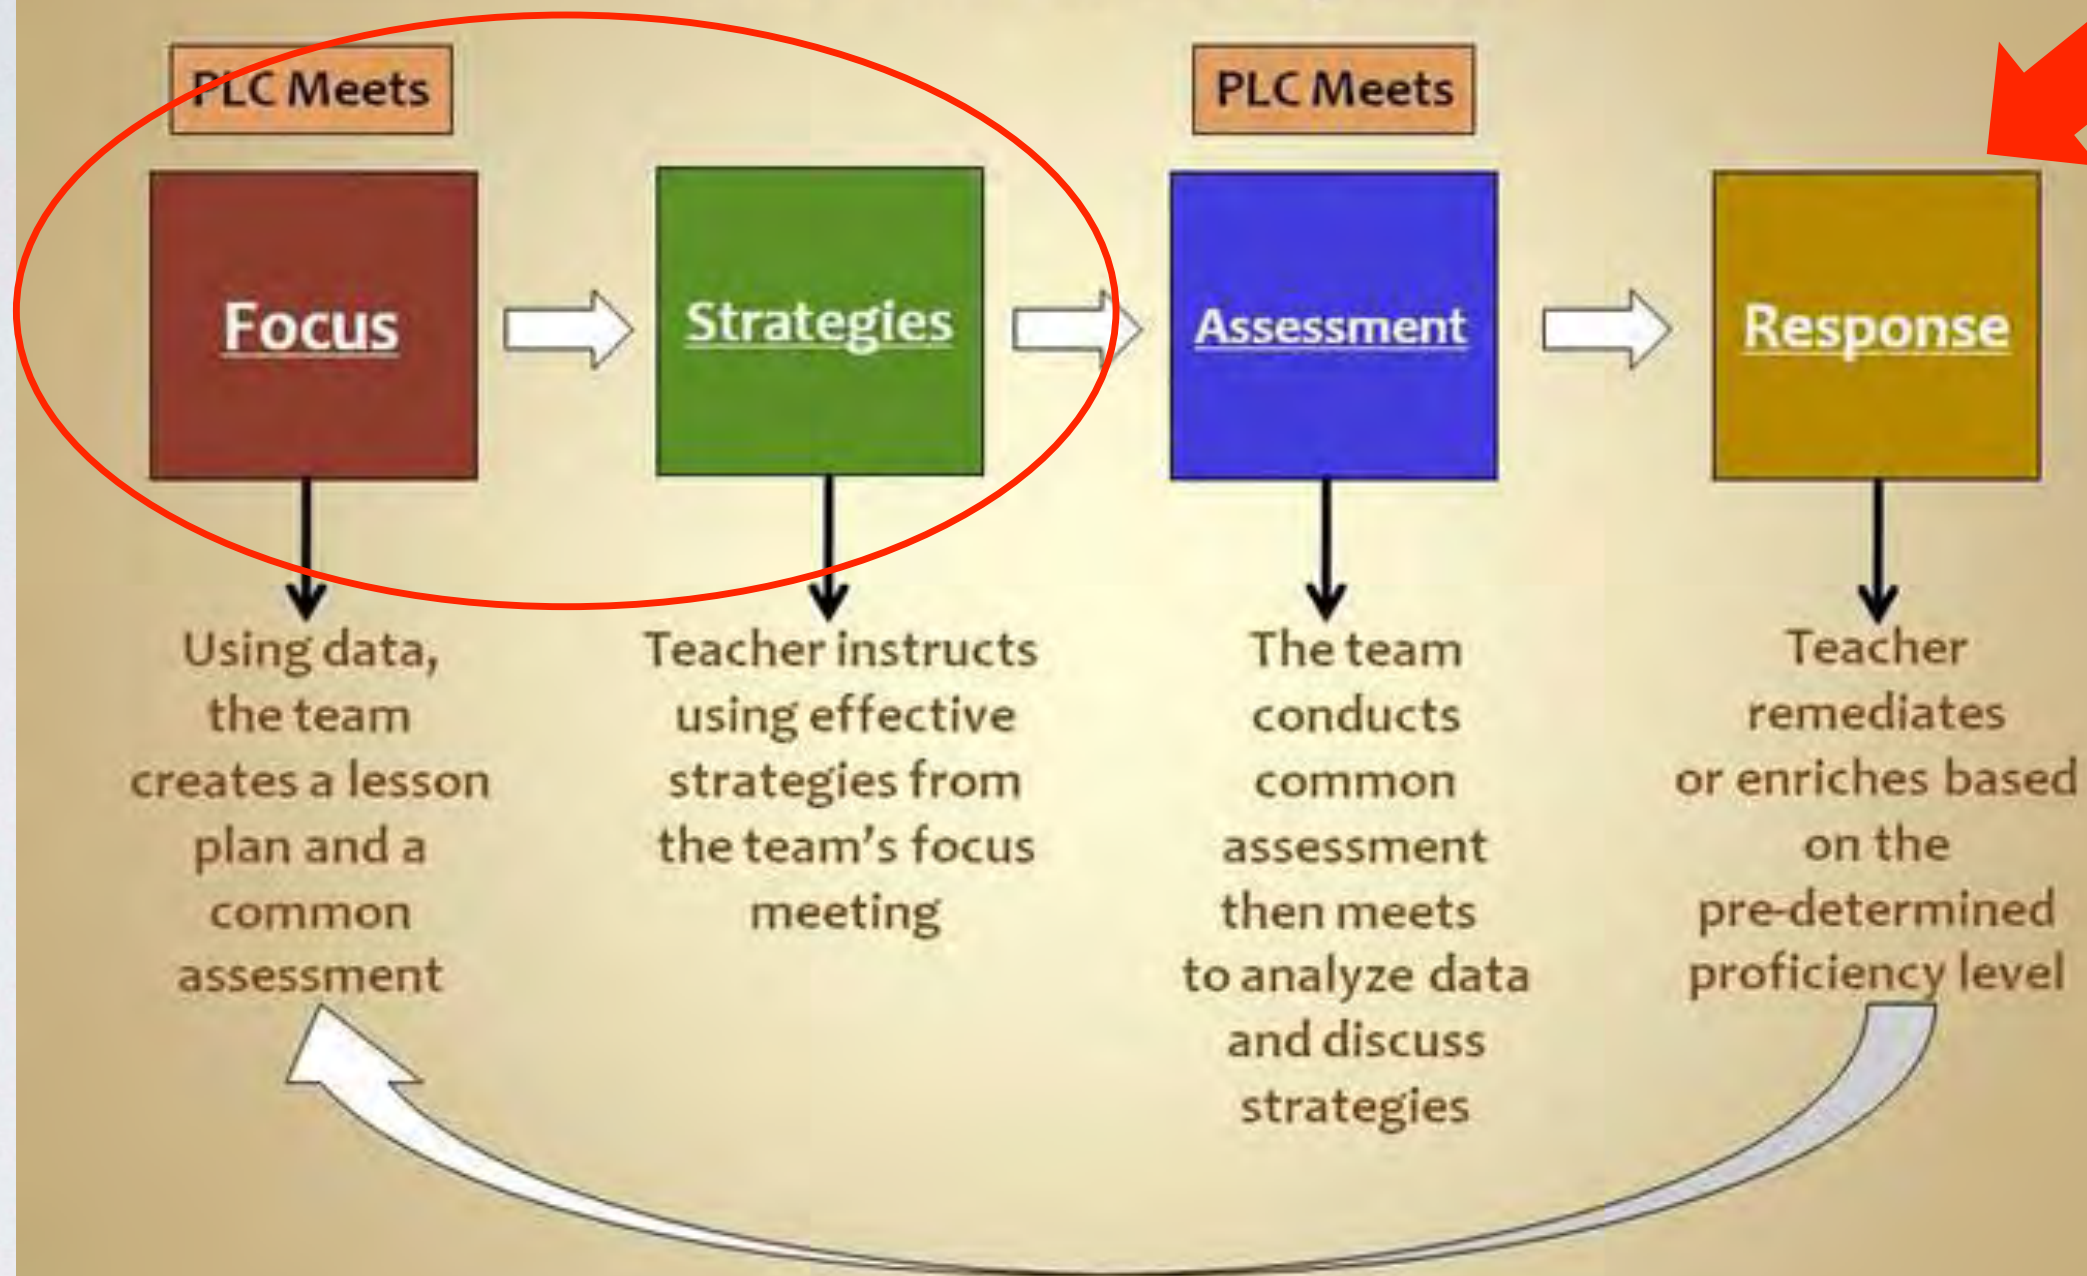 PLC Meets
PLC Meets
Focus
Strategies
Assessment
Response
Using data,
the team
creates a lesson
plan and a
common
assessment
Teacher instructs
using effective
strategies from
the team's focus
meeting
The team
conducts
common
assessment
then meets
to analyze data
and discuss
strategies
Teacher
remediates
or enriches based
on the
pre-determined
proficiency level